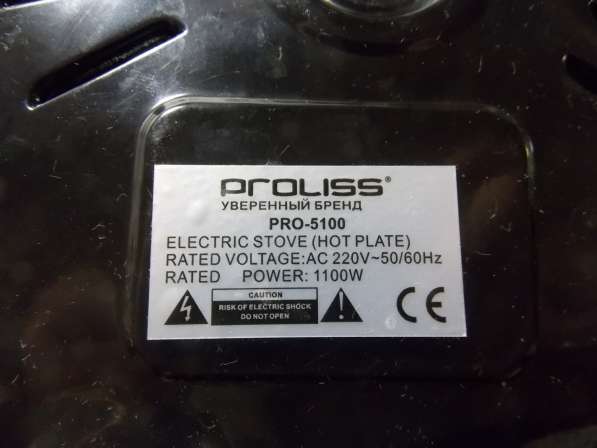 PROLISS®
УВЕРЕННЫЙ БРЕНД
PRO-5100
ELECTRIC STOVE (HOT PLATE)
RATED VOLTAGE:AC 220V~50/60Hz
RATED POWER: 1100W
CAUTION
RISK OF ELECTRIC SHOCK
DO NOT OPEN
CE